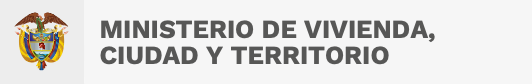 MINISTERIO DE VIVIENDA,
CIUDAD Y TERRITORIO